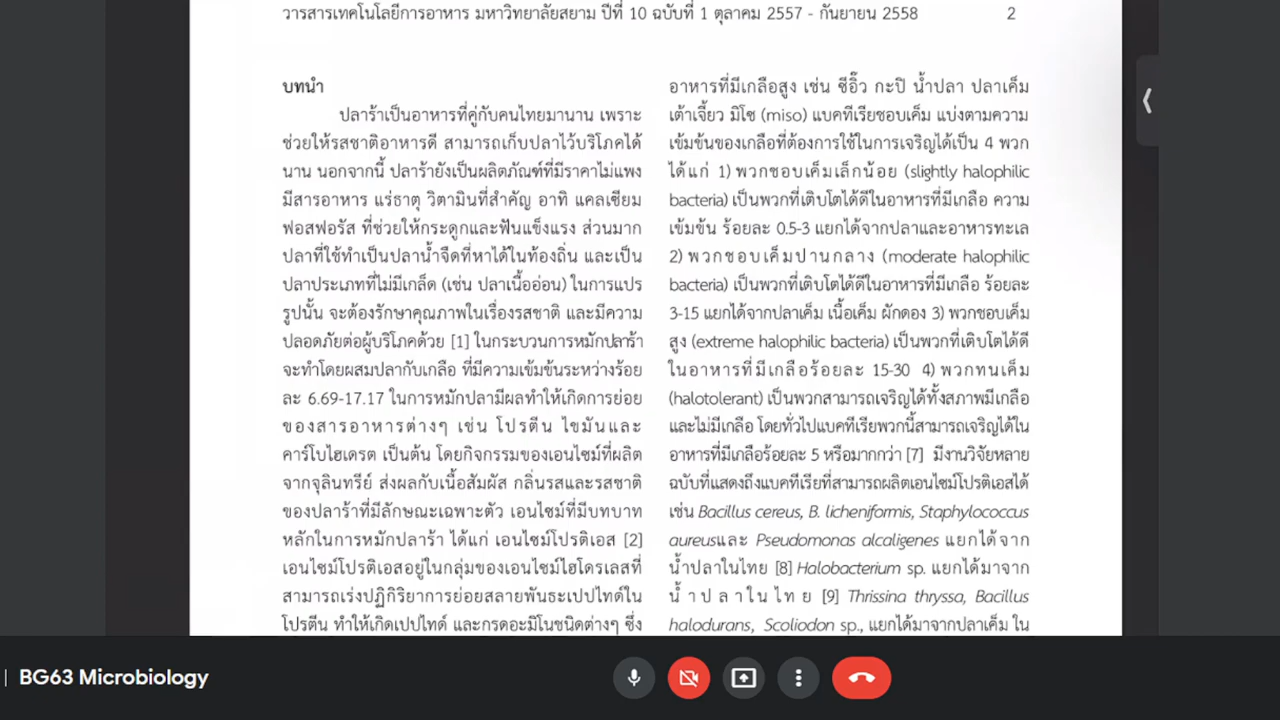 วารสารเทคโนโลยีการอาหาร มหาวิทยาลัยสยาม ปีที่ 10 ฉบับที่ 1 ตุลาคม 2557 - กันยายน 2558 2
บทนำ
ปลาร้าเป็นอาหารที่คู่กับคนไทยมานาน เพราะ
ช่วยให้รสชาติอาหารดี สามารถเก็บปลาไว้บริโภคได้
นาน นอกจากนี้ ปลาร้ายังเป็นผลิตภัณฑ์ที่มีราคาไม่แพง
มีสารอาหาร แร่ธาตุ วิตามินที่สำคัญ อาทิ แคลเซียม
ฟอสฟอรัส ที่ช่วยให้กระดูกและฟันแข็งแรง ส่วนมาก
ปลาที่ใช้ทำเป็นปลาน้ำจืดที่หาได้ในท้องถิ่น และเป็น
ปลาประเภทที่ไม่มีเกล็ด (เช่น ปลาเนื้ออ่อน) ในการแปร
รูปนั้น จะต้องรักษาคุณภาพในเรื่องรสชาติ และมีความ
ปลอดภัยต่อผู้บริโภคด้วย [1] ในกระบวนการหมักปลาร้า
จะทำโดยผสมปลากับเกลือ ที่มีความเข้มข้นระหว่างร้อย
ละ 6.69-17.17 ในการหมักปลามีผลทำให้เกิดการย่อย
ของสารอาหารต่างๆ เช่น โปรตีน ไขมันและ
คาร์โบไฮเดรต เป็นต้น โดยกิจกรรมของเอนไซม์ที่ผลิต
จากจุลินทรีย์ ส่งผลกับเนื้อสัมผัส กลิ่นรสและรสชาติ
ของปลาร้าที่มีลักษณะเฉพาะตัว เอนไซม์ที่มีบทบาท
หลักในการหมักปลาร้า ได้แก่ เอนไซม์โปรติเอส [2]
เอนไซม์โปรติเอสอยู่ในกลุ่มของเอนไซม์ไฮโดรเลสที่
สามารถเร่งปฏิกิริยาการย่อยสลายพันธะเปปไทด์ใน
โปรตีน ทำให้เกิดเปปไทด์ และกรดอะมิโนชนิดต่างๆ ซึ่ง
อาหารที่มีเกลือสูง เช่น ซีอิ๊ว กะปิ น้ำปลา ปลาเค็ม
เต้าเจี้ยว มิโซ (miso) แบคทีเรียชอบเค็ม แบ่งตามความ
เข้มข้นของเกลือที่ต้องการใช้ในการเจริญได้เป็น 4 พวก
ได้แก่ 1) พวกชอบเค็มเล็กน้อย (slightly halophilic
bacteria) เป็นพวกที่เติบโตได้ดีในอาหารที่มีเกลือ ความ
เข้มข้น ร้อยละ 0.5-3 แยกได้จากปลาและอาหารทะเล
2) พวกชอบเค็มปานกลาง (moderate halophilic
bacteria) เป็นพวกที่เติบโตได้ดีในอาหารที่มีเกลือ ร้อยละ
3-15 แยกได้จากปลาเค็ม เนื้อเค็ม ผักดอง 3) พวกชอบเค็ม
สูง (extreme halophilic bacteria) เป็นพวกที่เติบโตได้ดี
ในอาหารที่มีเกลือร้อยละ 15-30 4) พวกทนเค็ม
(halotolerant) เป็นพวกสามารถเจริญได้ทั้งสภาพมีเกลือ
และไม่มีเกลือ โดยทั่วไปแบคทีเรียพวกนี้สามารถเจริญได้ใน
อาหารที่มีเกลือร้อยละ 5 หรือมากกว่า [7] มีงานวิจัยหลาย
ฉบับที่แสดงถึงแบคทีเรียที่สามารถผลิตเอนไซม์โปรติเอสได้
เช่น Bacillus cereus, B. licheniformis, Staphylococcus
aureusและ Pseudomonas alcaligenes แยกได้จาก
น้ำปลาในไทย [8] Halobacterium sp. แยกได้มาจาก
น้ำปลาในไทย [9] Thrissina thryssa, Bacillus
halodurans, Scoliodon sp., แยกได้มาจากปลาเค็ม ใน
BG63 Microbiology